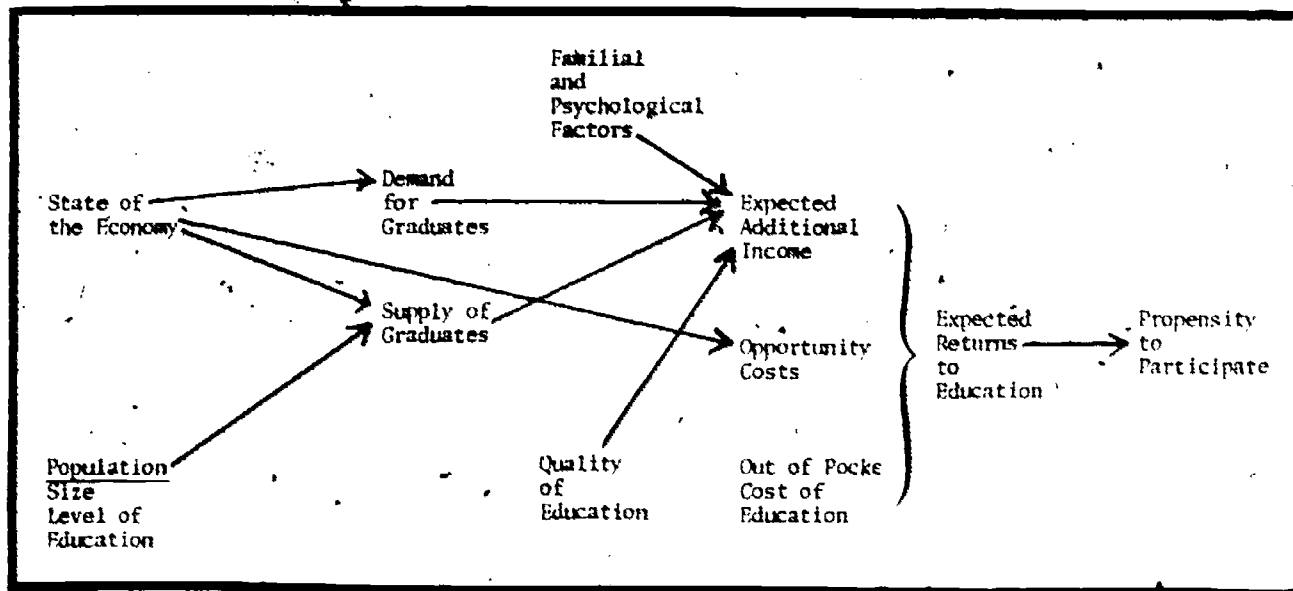 Familial
and
Psychological
Factors
State of
the Economy
Demand
for
Graduates
Expected
Additional
Income
Supply of
Graduates
Opportunity
Costs
Expected
Returns
to
Education
Propensity
to
Participate
Population
Size
Level of
Education
Quality
of
Education
Out of Pocke
Cost of
Education